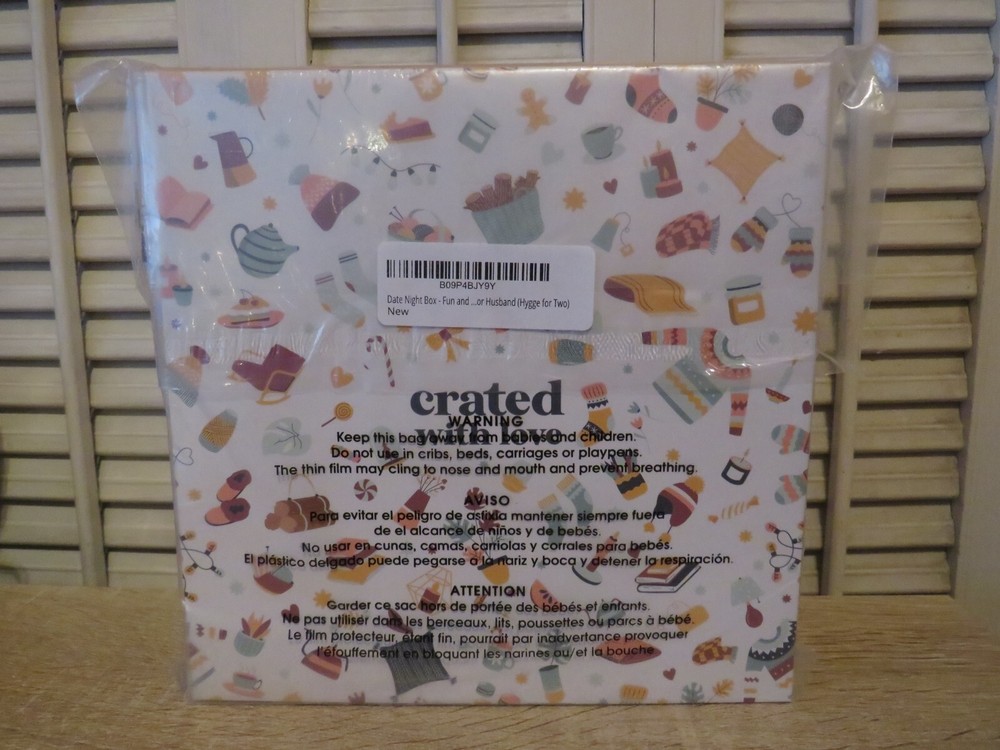 B09P4BJY9Y
Date Night Box - Fun and ...or Husband (Hygge for Two)
New
crated
with love
WARNING
Keep this bag away from babies and children.
Do not use in cribs, beds, carriages or playpens.
The thin film may cling to nose and mouth and prevent breathing.
AVISO
Para evitar el peligro de asfixia mantener siempre fuera
de el alcance de niños y de bebés.
No usar en cunas, camas, carriolas y corrales para bebés.
El plástico delgado puede pegarse a la nariz y boca y detener la respiración.
ATTENTION
Garder ce sac hors de portée des bébés et enfants.
Ne pas utiliser dans les berceaux, lits, poussettes ou parcs à bébé.
Le film protecteur, étant fin, pourrait par inadvertance provoquer
l'étouffement en bloquant les narines ou/et la bouche